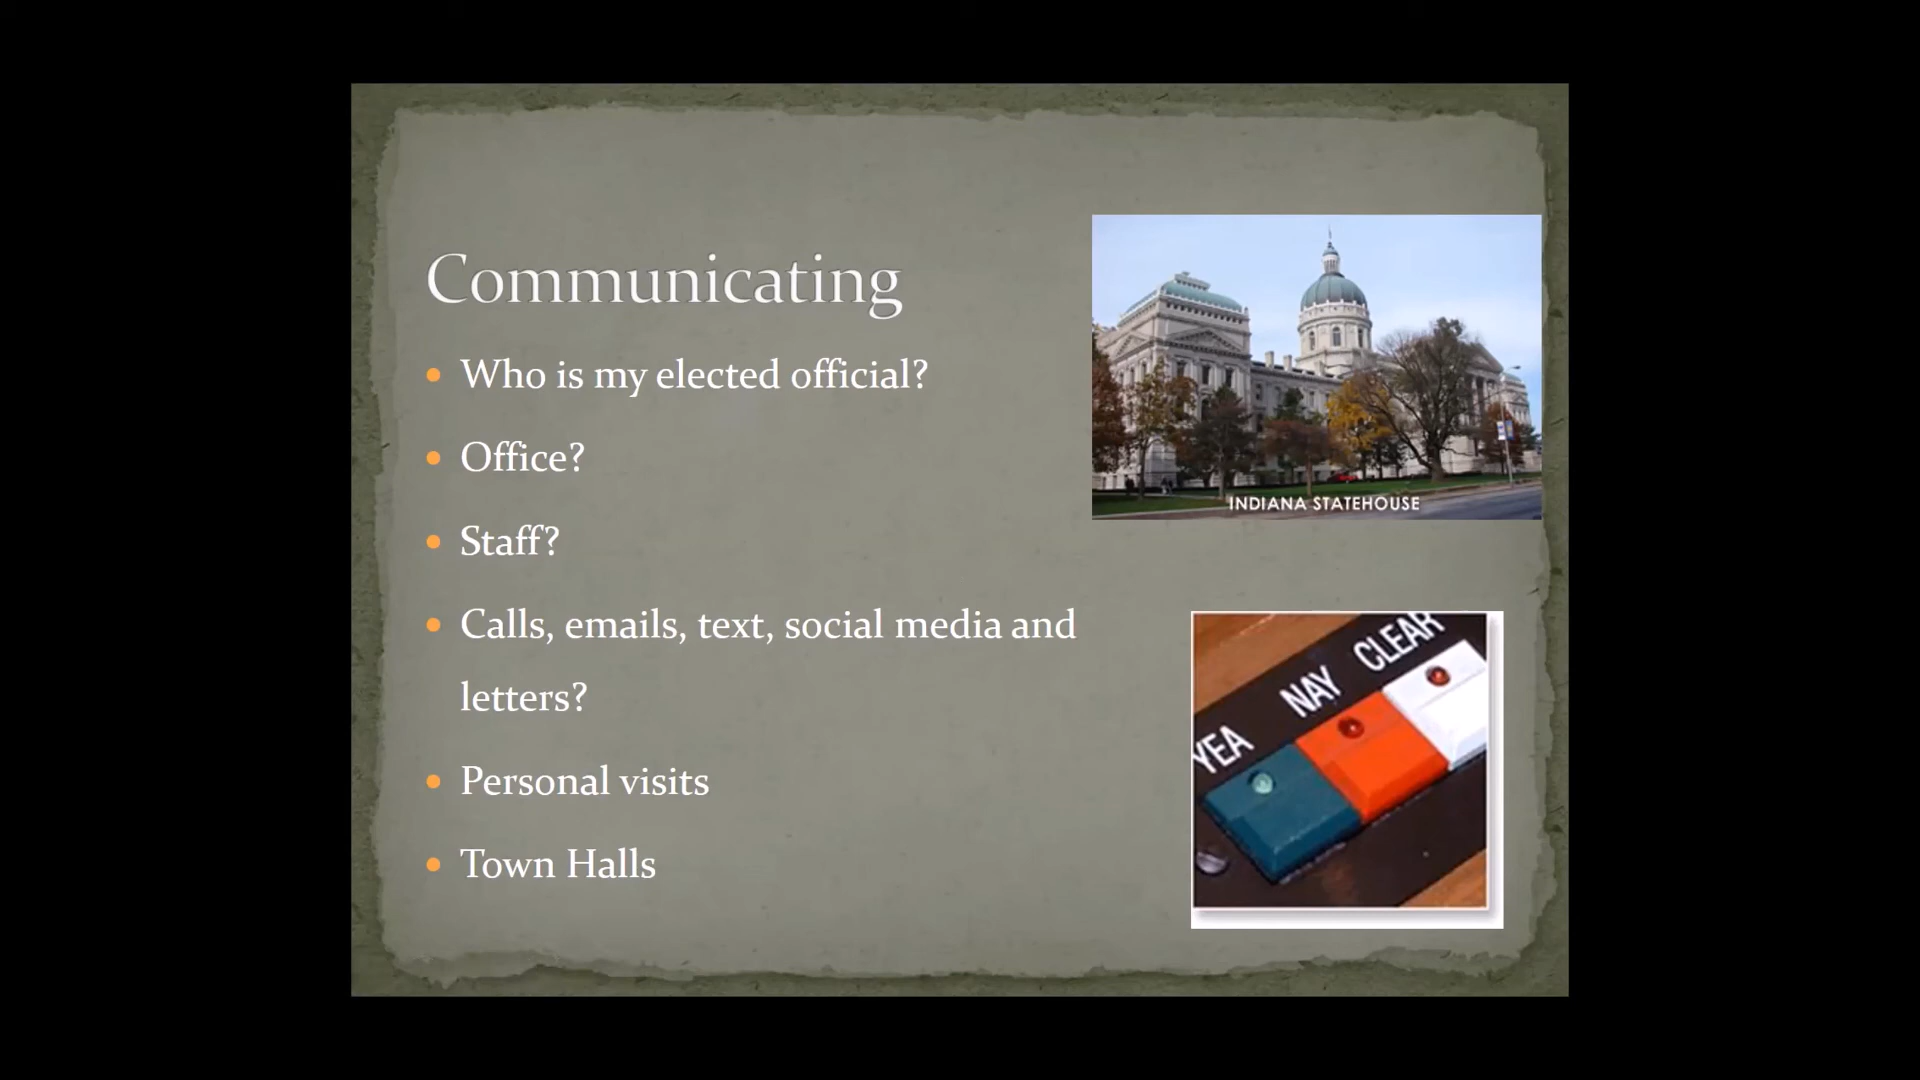 Communicating
Who is my elected official?
Office?
Staff?
Calls, emails, text, social media and
letters?
Personal visits
Town Halls
INDIANA STATEHOUSE
YEA NAY CLEAR